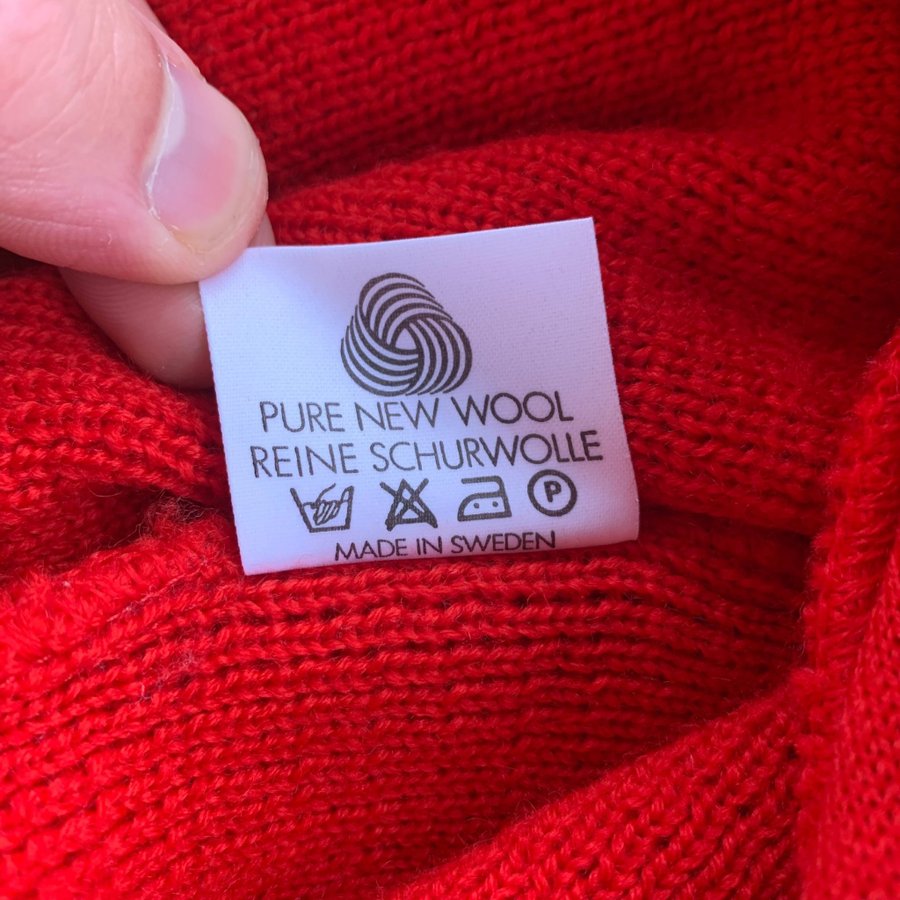 PURE NEW WOOL
REINE SCHURWOLLE
P
MADE IN SWEDEN